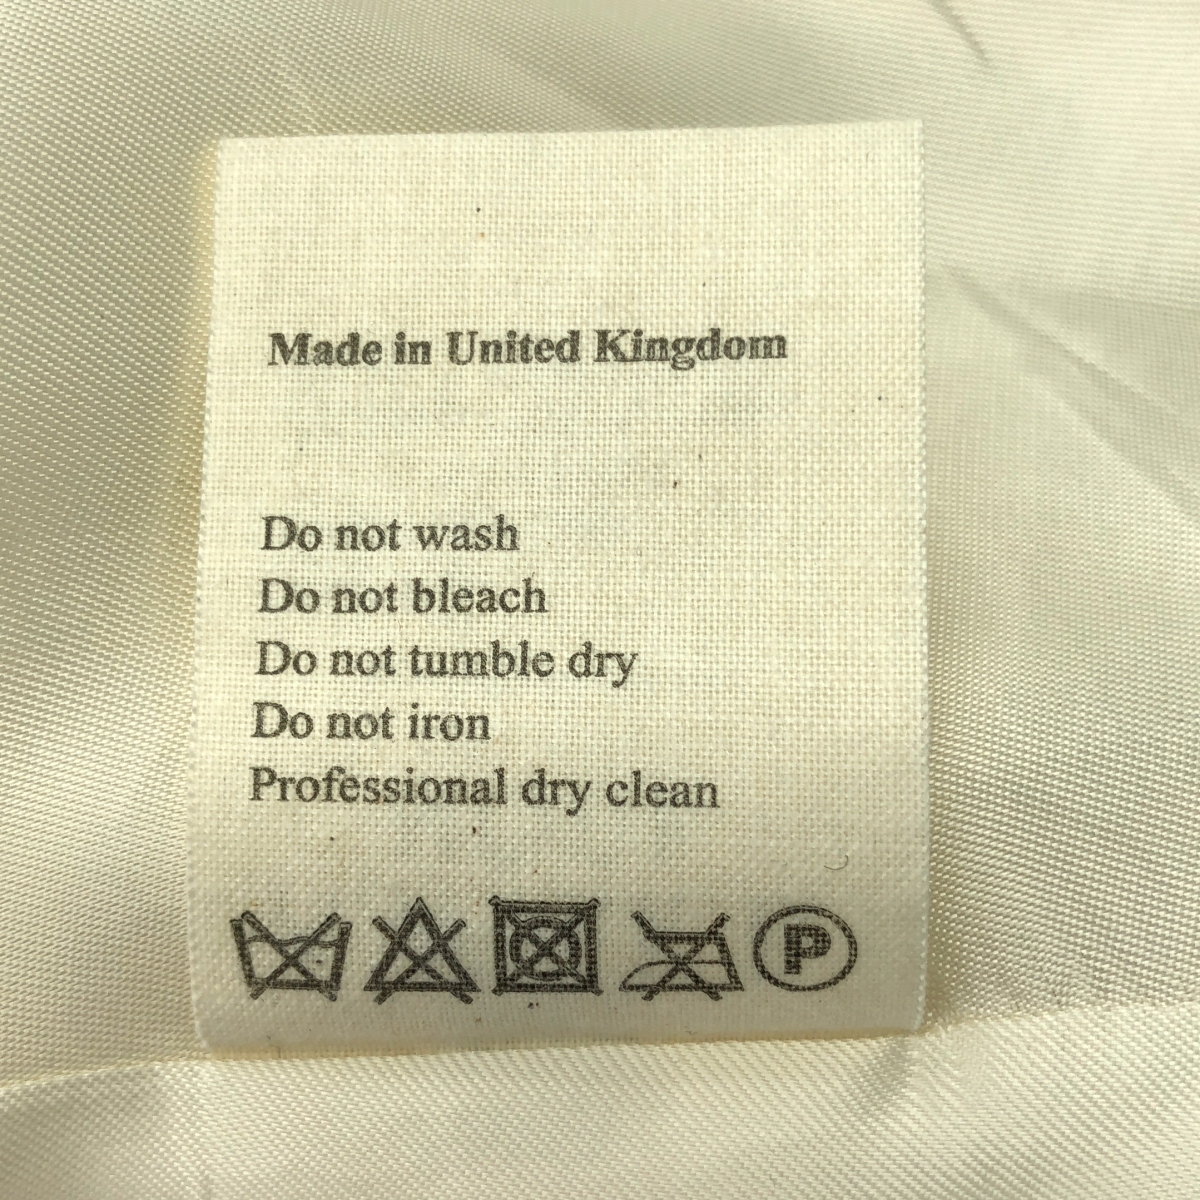 Made in United Kingdom
Do not wash
Do not bleach
Do not tumble dry
Do not iron
Professional dry clean
P